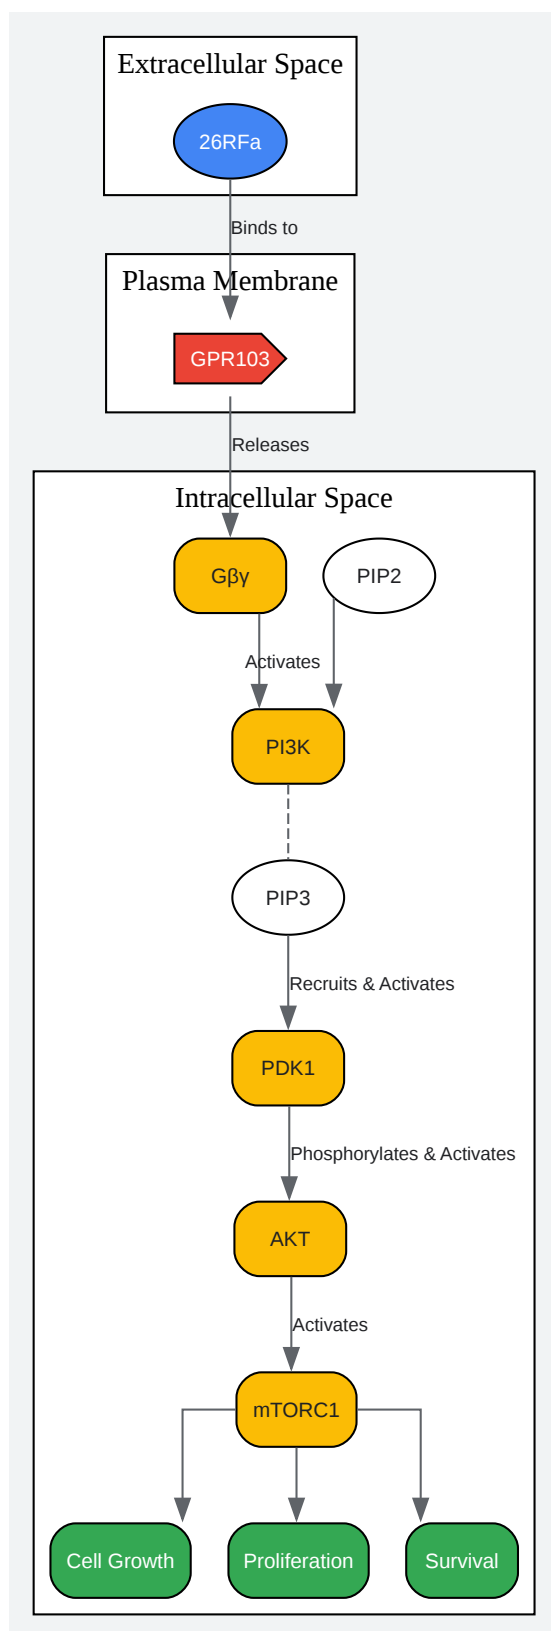 Extracellular Space
26RFa
Binds to
Plasma Membrane
GPR103
Releases
Intracellular Space
Gβγ
PIP2
Activates
PI3K
PIP3
Recruits & Activates
PDK1
Phosphorylates & Activates
AKT
Activates
mTORC1
Cell Growth
Proliferation
Survival